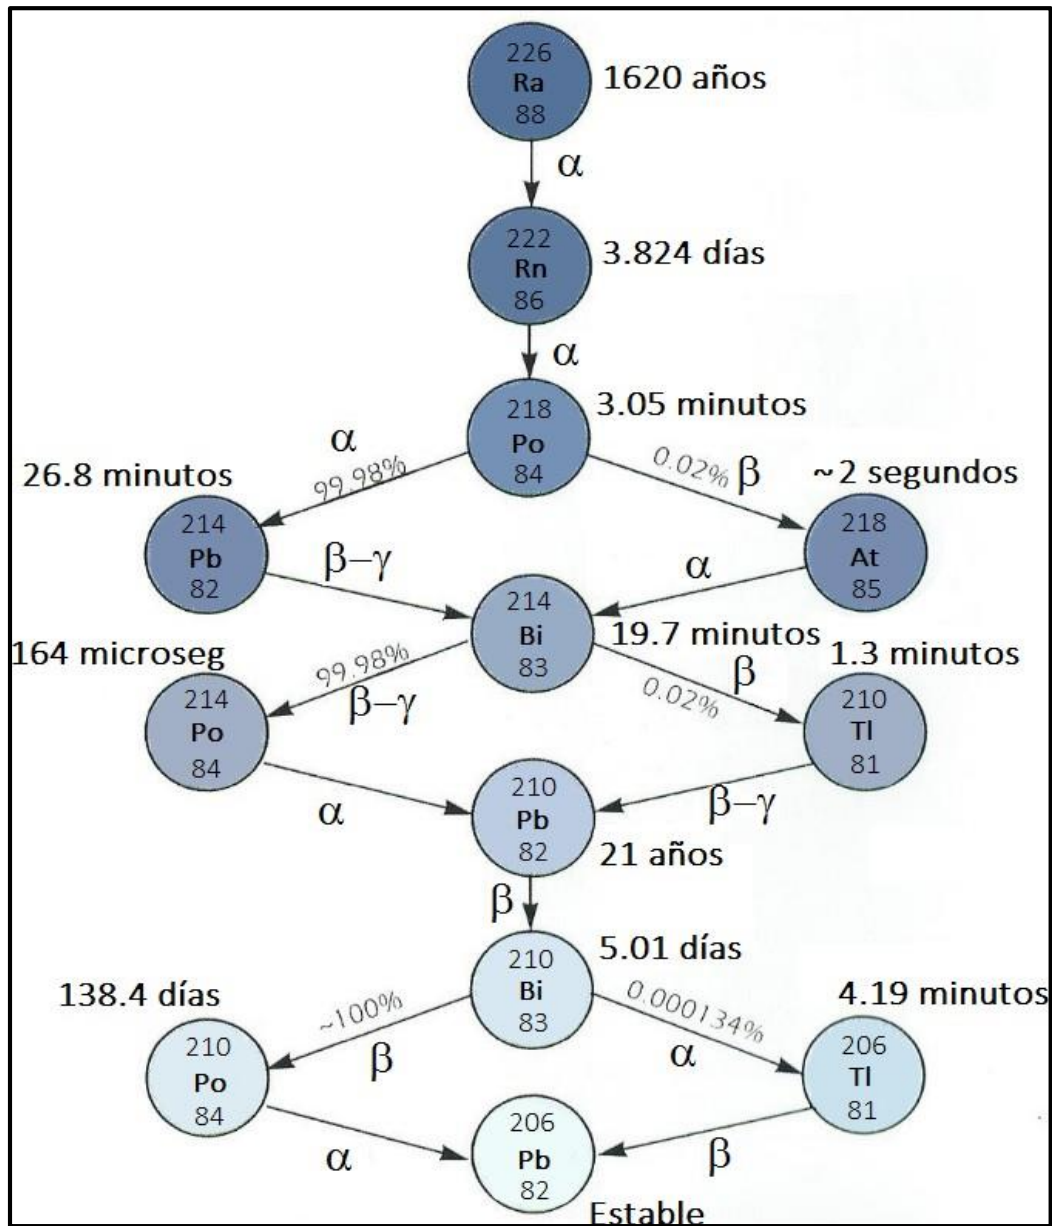 226
Ra
88
1620 años
α
222
Rn
86
3.824 días
α
218
Po
84
3.05 minutos
α
99.98%
0.02% β
26.8 minutos
~2 segundos
214
Pb
82
218
At
85
β–γ
α
214
Bi
83
19.7 minutos
164 microseg
99.98%
β–γ
β
0.02%
1.3 minutos
214
Po
84
210
Tl
81
α
β–γ
210
Pb
82
21 años
β
210
Bi
83
5.01 días
138.4 días
~100%
β
0.000134%
α
4.19 minutos
210
Po
84
206
Tl
81
α
β
206
Pb
82
Estable